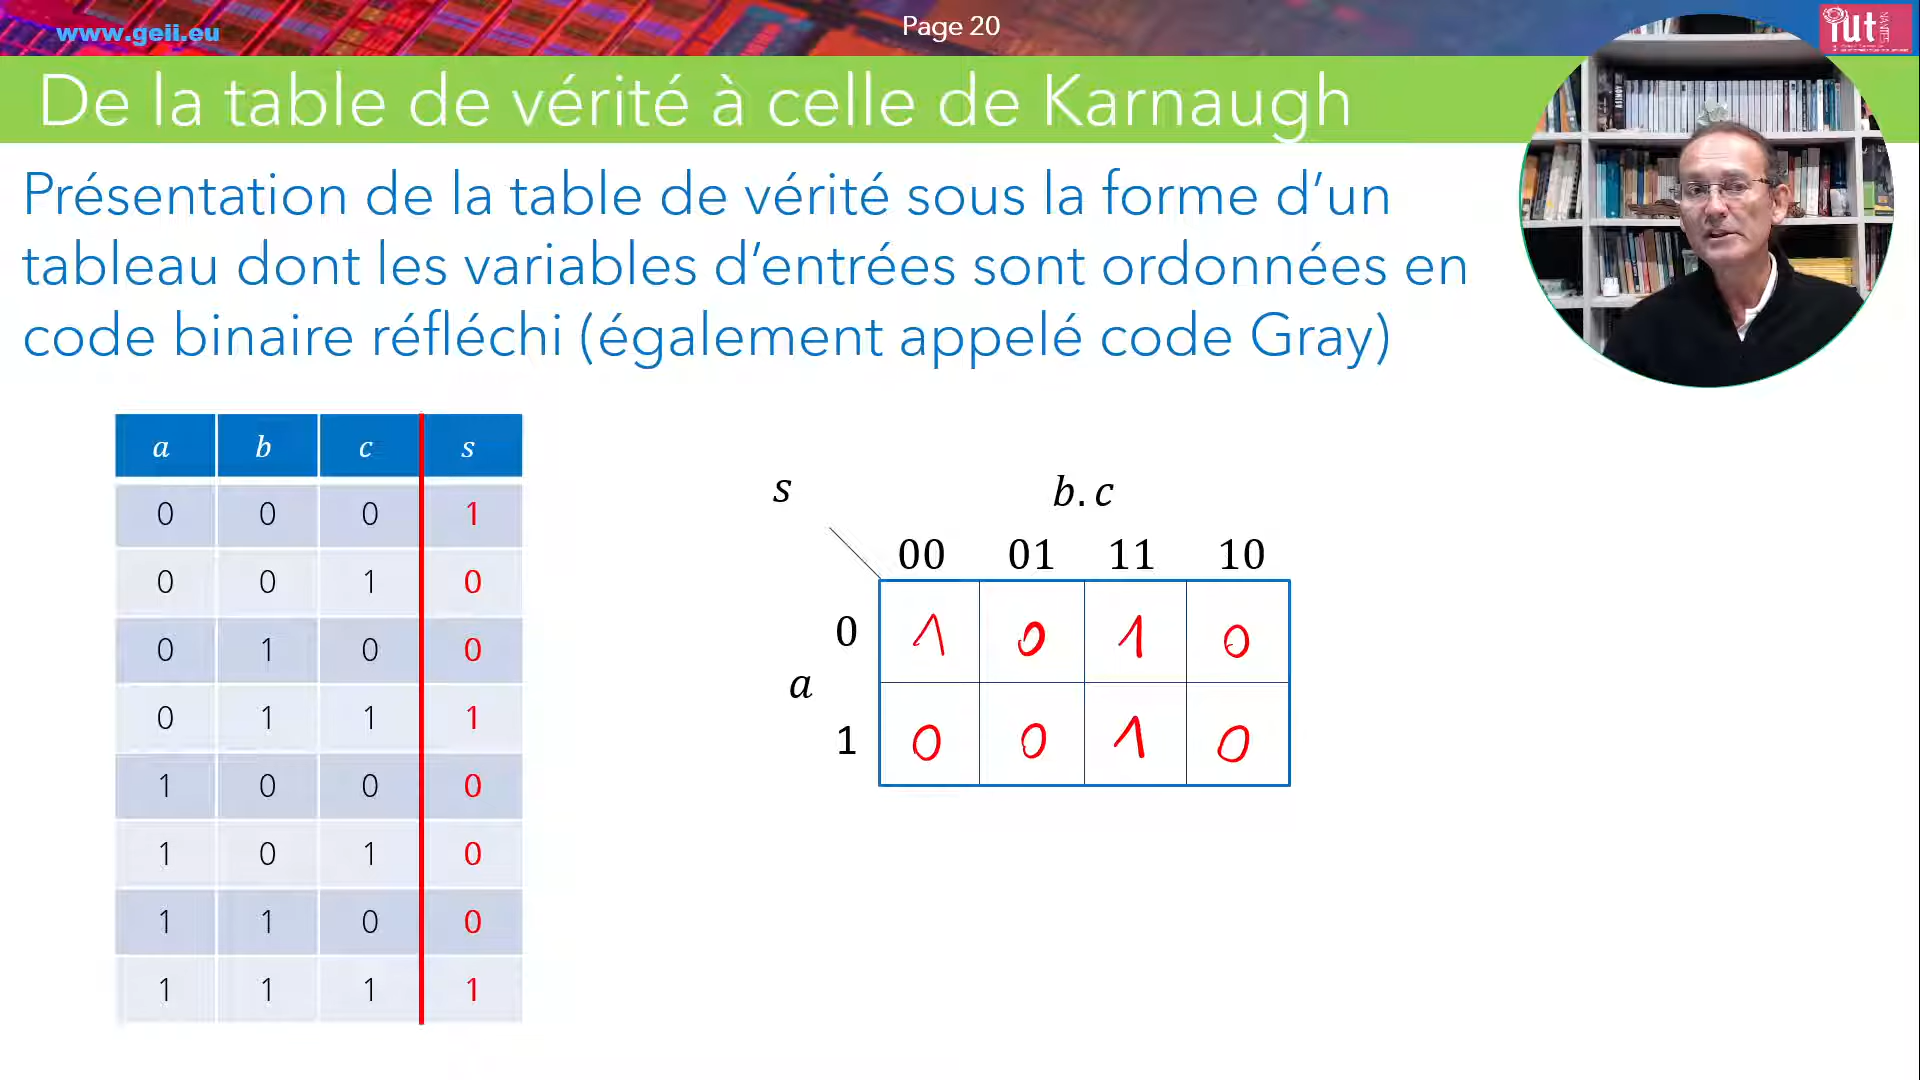 www.geii.eu
Page 20
iut
NANTES
De la table de vérité à celle de Karnaugh
Présentation de la table de vérité sous la forme d’un
tableau dont les variables d’entrées sont ordonnées en
code binaire réfléchi (également appelé code Gray)
a b c s
0 0 0 1
0 0 1 0
0 1 0 0
0 1 1 1
1 0 0 0
1 0 1 0
1 1 0 0
1 1 1 1
s b.c
00 01 11 10
0 1 0 1 0
a
1 0 0 1 0